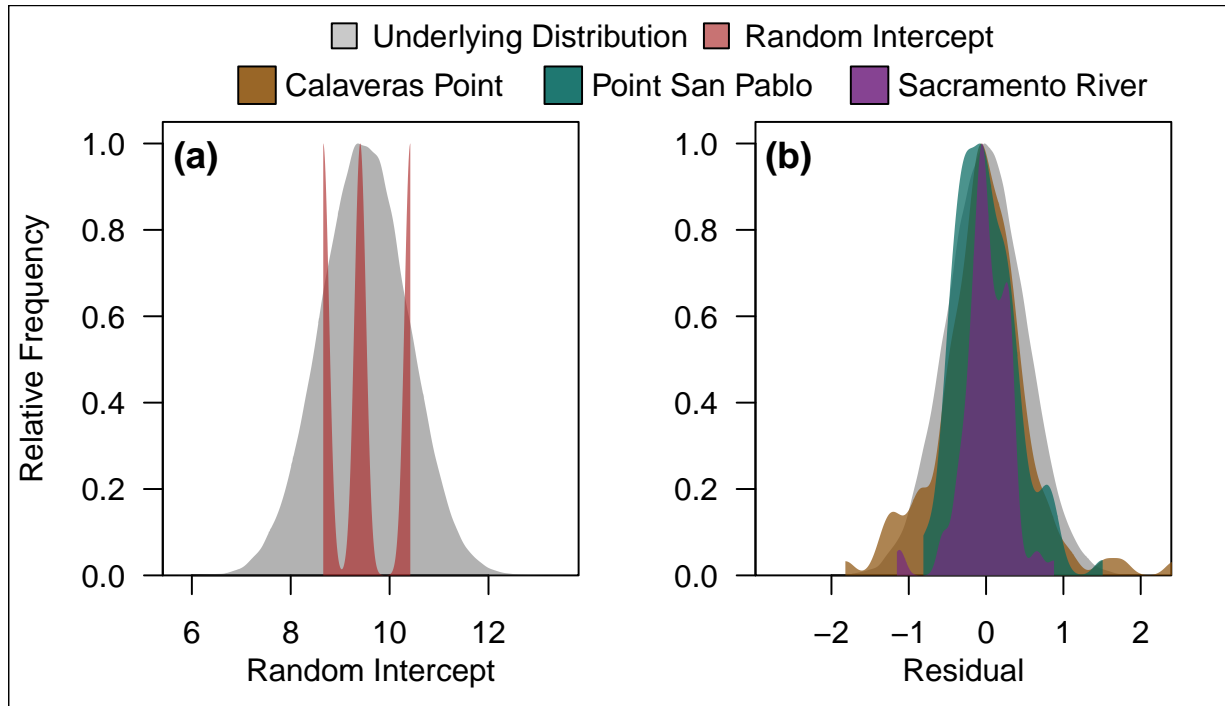 Underlying Distribution Random Intercept
Calaveras Point Point San Pablo Sacramento River
(a)
1.0
0.8
0.6
0.4
0.2
0.0
Relative Frequency
6 8 10 12
Random Intercept
(b)
1.0
0.8
0.6
0.4
0.2
0.0
−2 −1 0 1 2
Residual